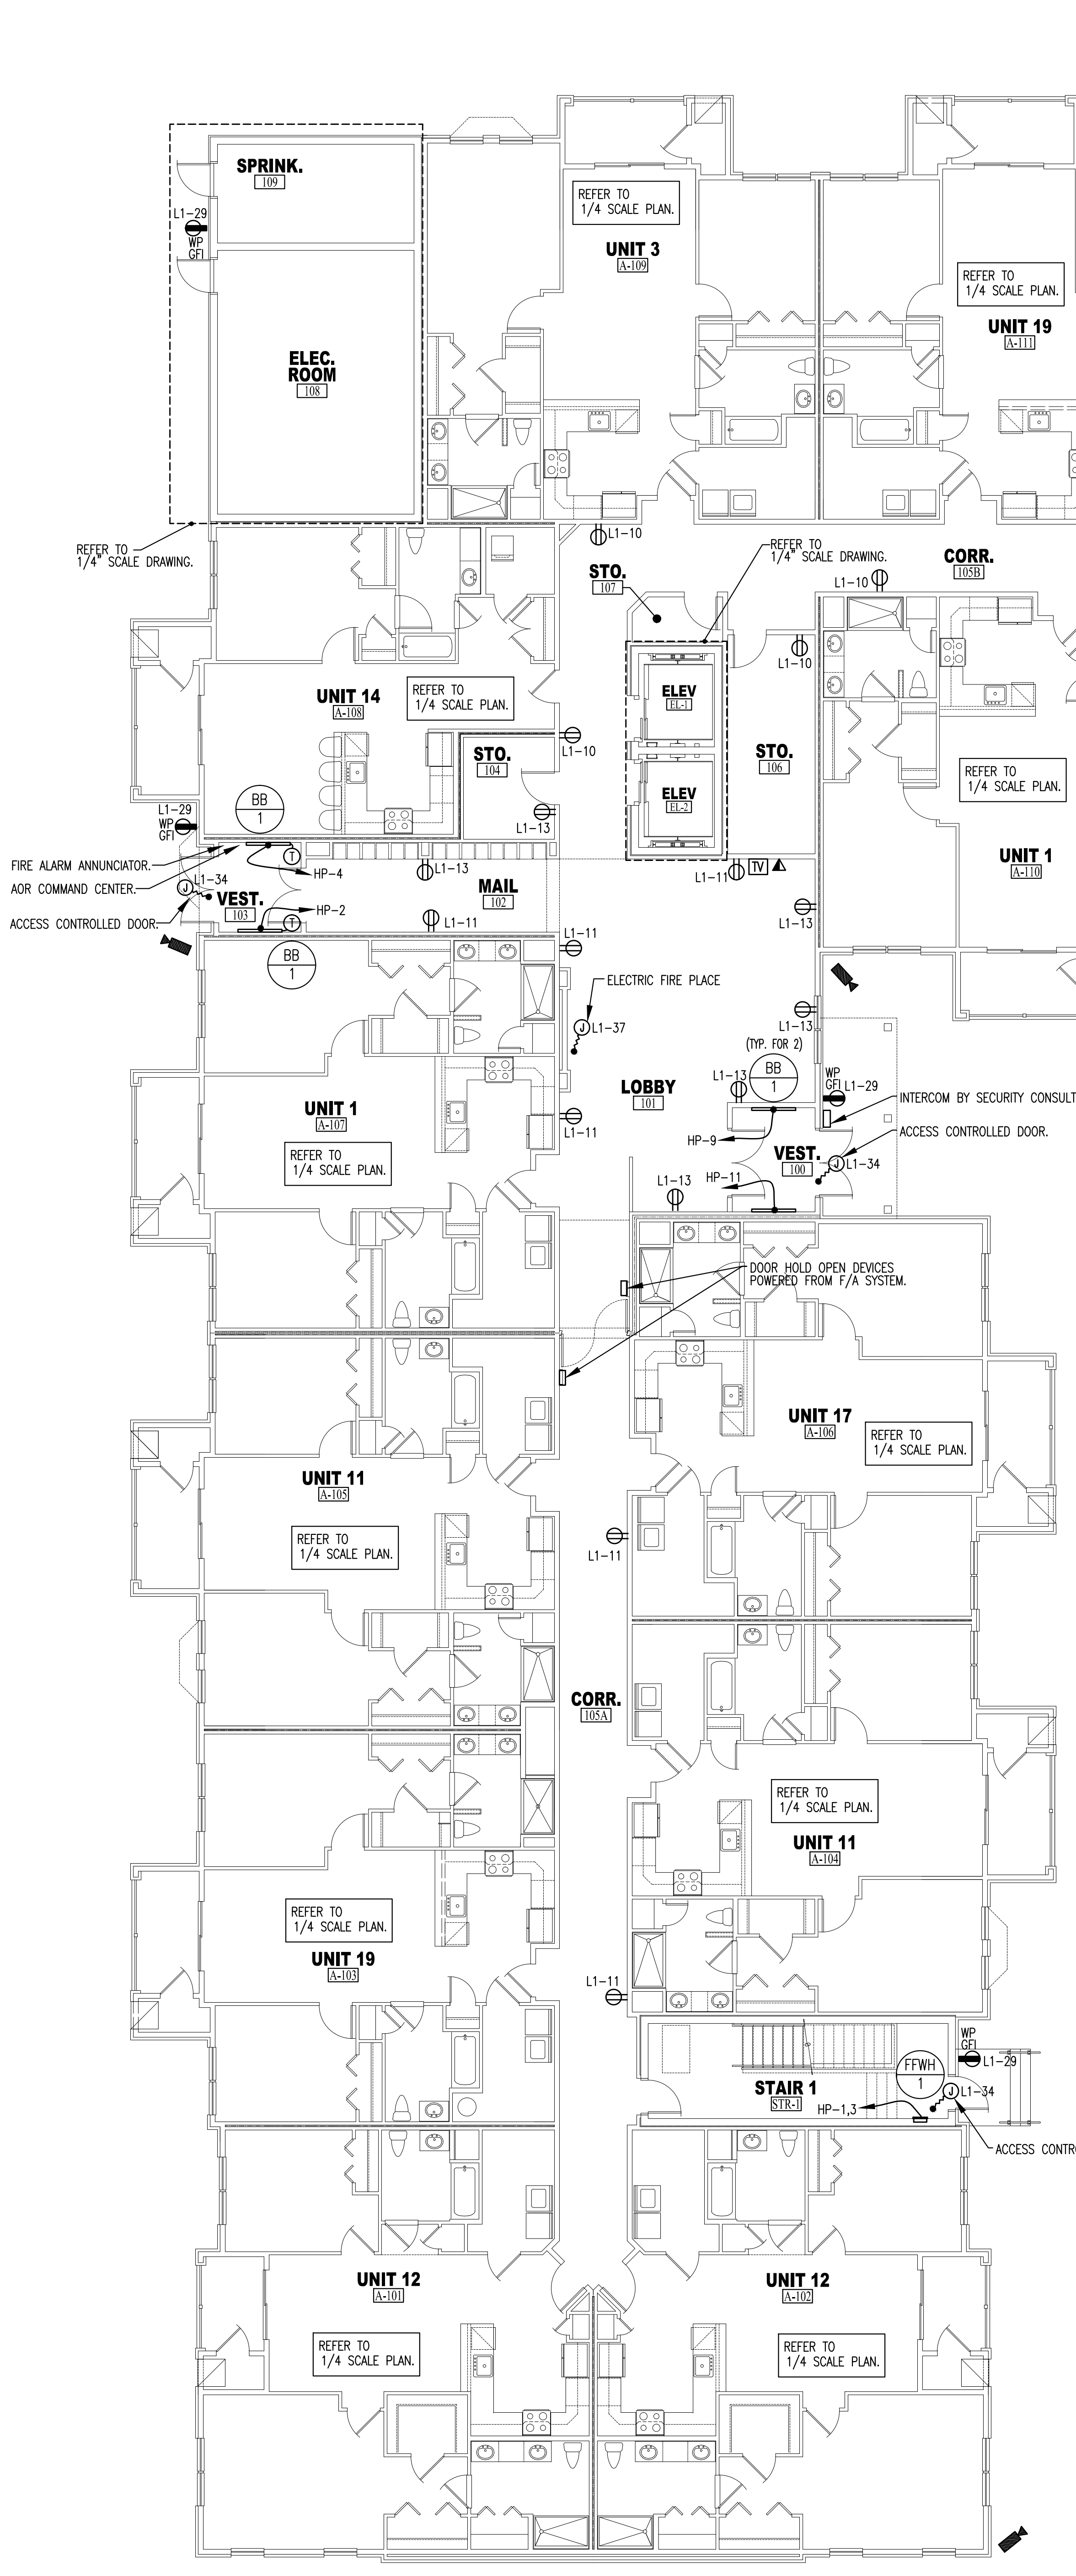 SPRINK.
109
L1-29
WP
GFI
ELEC.
ROOM
108
REFER TO
1/4" SCALE DRAWING.
REFER TO
1/4 SCALE PLAN.
UNIT 3
A-109
REFER TO
1/4 SCALE PLAN.
UNIT 19
A-111
L1-10
REFER TO
1/4" SCALE DRAWING.
STO.
107
CORR.
105B
L1-10
L1-10
ELEV
EL-1
ELEV
EL-2
STO.
106
UNIT 14
A-108
REFER TO
1/4 SCALE PLAN.
STO.
104
L1-10
L1-13
REFER TO
1/4 SCALE PLAN.
UNIT 1
A-110
BB
1
L1-29
WP
GFI
FIRE ALARM ANNUNCIATOR.
AOR COMMAND CENTER.
ACCESS CONTROLLED DOOR.
J
L1-34
T
HP-4
VEST.
103
HP-2
T
L1-13
MAIL
102
L1-11
L1-11
TV
L1-13
BB
1
L1-11
ELECTRIC FIRE PLACE
J
L1-37
L1-13
(TYP. FOR 2)
BB
1
L1-13
WP
GFI
L1-29
INTERCOM BY SECURITY CONSULT
ACCESS CONTROLLED DOOR.
LOBBY
101
HP-9
VEST.
100
J
L1-34
HP-11
L1-13
L1-11
UNIT 1
A-107
REFER TO
1/4 SCALE PLAN.
DOOR HOLD OPEN DEVICES
POWERED FROM F/A SYSTEM.
UNIT 17
A-106
REFER TO
1/4 SCALE PLAN.
UNIT 11
A-105
REFER TO
1/4 SCALE PLAN.
L1-11
CORR.
105A
REFER TO
1/4 SCALE PLAN.
UNIT 11
A-104
REFER TO
1/4 SCALE PLAN.
UNIT 19
A-103
L1-11
WP
GFI
L1-29
FFWH
1
STAIR 1
STR-1
HP-1,3
J
L1-34
ACCESS CONTR
UNIT 12
A-101
REFER TO
1/4 SCALE PLAN.
UNIT 12
A-102
REFER TO
1/4 SCALE PLAN.